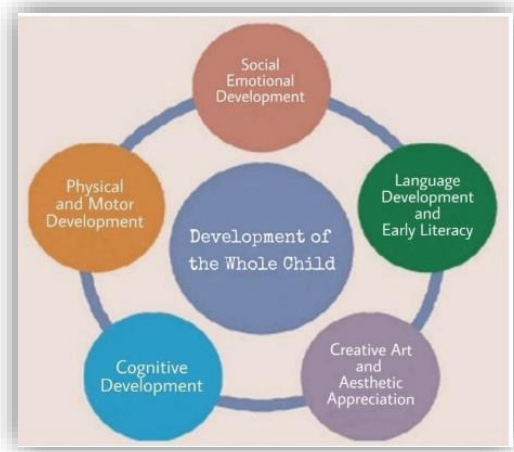 Social
Emotional
Development
Language
Development
and
Early Literacy
Creative Art
and
Aesthetic
Appreciation
Cognitive
Development
Physical
and Motor
Development
Development of
the Whole Child